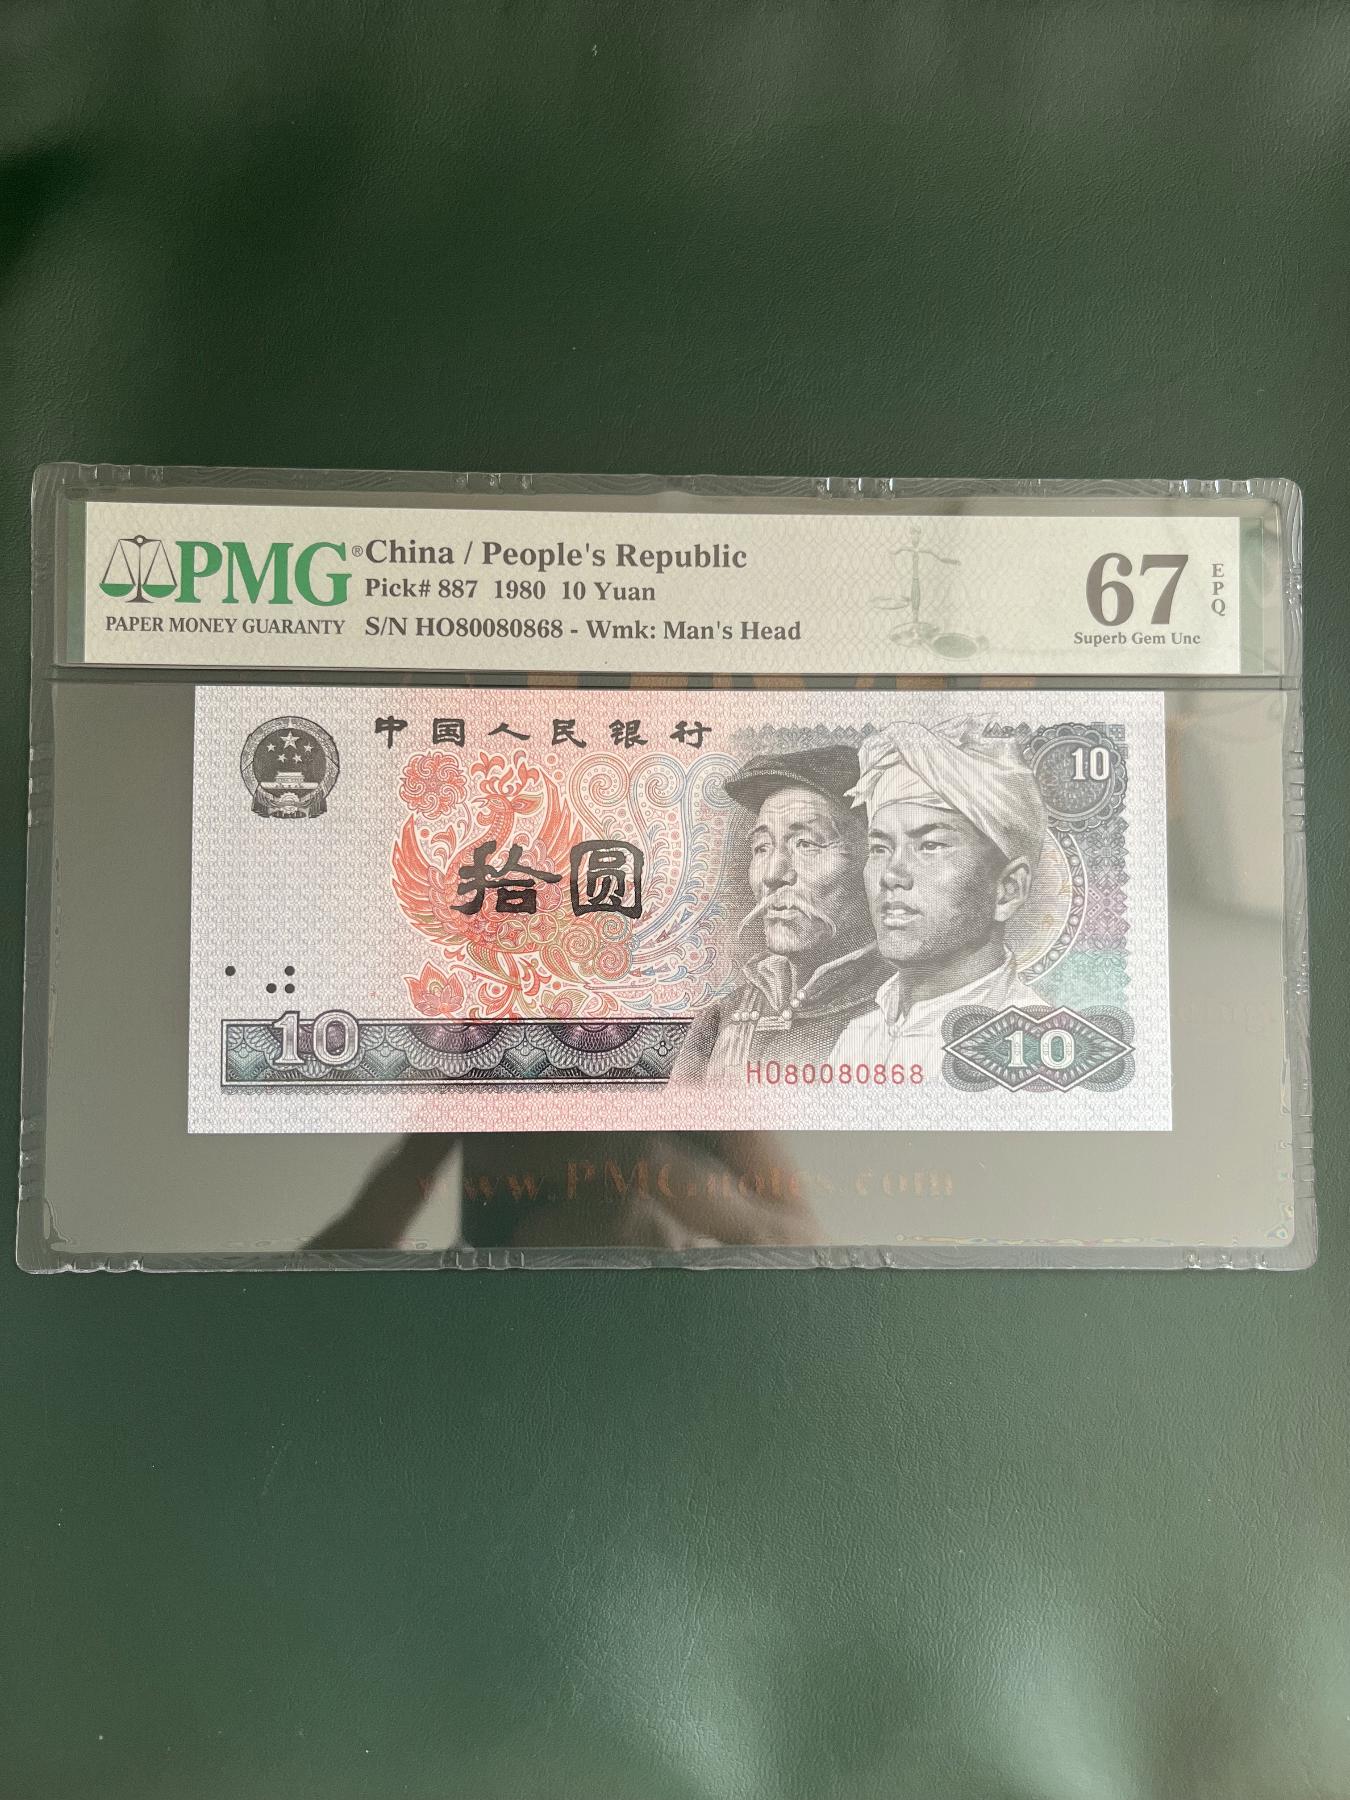 PMG®
PAPER MONEY GUARANTY
China / People's Republic
Pick# 887 1980 10 Yuan
S/N HO80080868 - Wmk: Man's Head
67
EPQ
Superb Gem Unc
中国人民银行
10
拾圆
10
HO80080868
10
www.PMGnotes.com